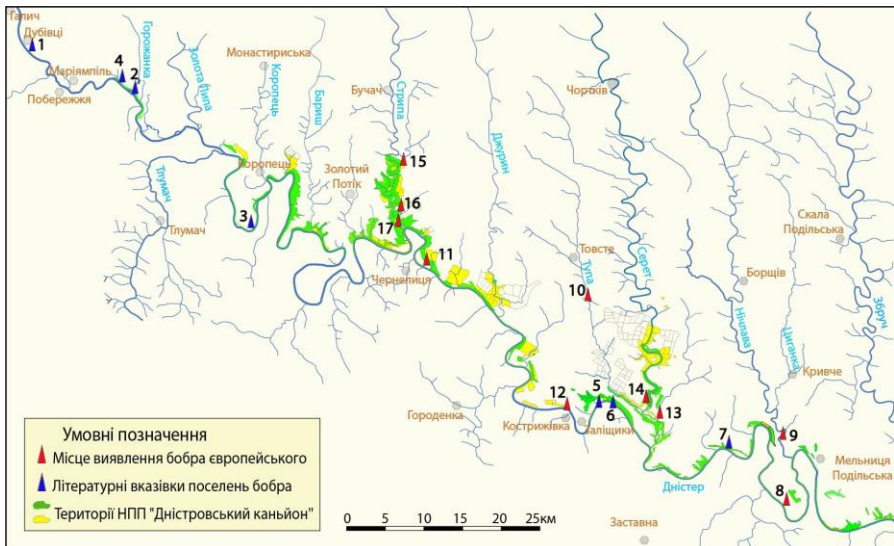 Галич
Дубівці
1
Маріямпіль
4
2
Побережжя
Горожанка
Золота Липа
Монастириська
Коропець
Бариш
Бучач
Стрипа
Джурин
Чортків
15
Коропець
Золотий
Потік
16
17
3
Тлумач
Тлумач
Чернелиця
11
Товсте
Тупа
10
Серет
Скала
Подільська
Борщів
Збруч
Нічлава
Циганка
Кривче
Городенка
12
Кострижівка
5
6
Заліщики
14
13
7
9
8
Мельниця
Подільська
Дністер
Заставна
Умовні позначення
Місце виявлення бобра європейського
Літературні вказівки поселень бобра
Території НПП "Дністровський каньйон"
0 5 10 15 20 25км